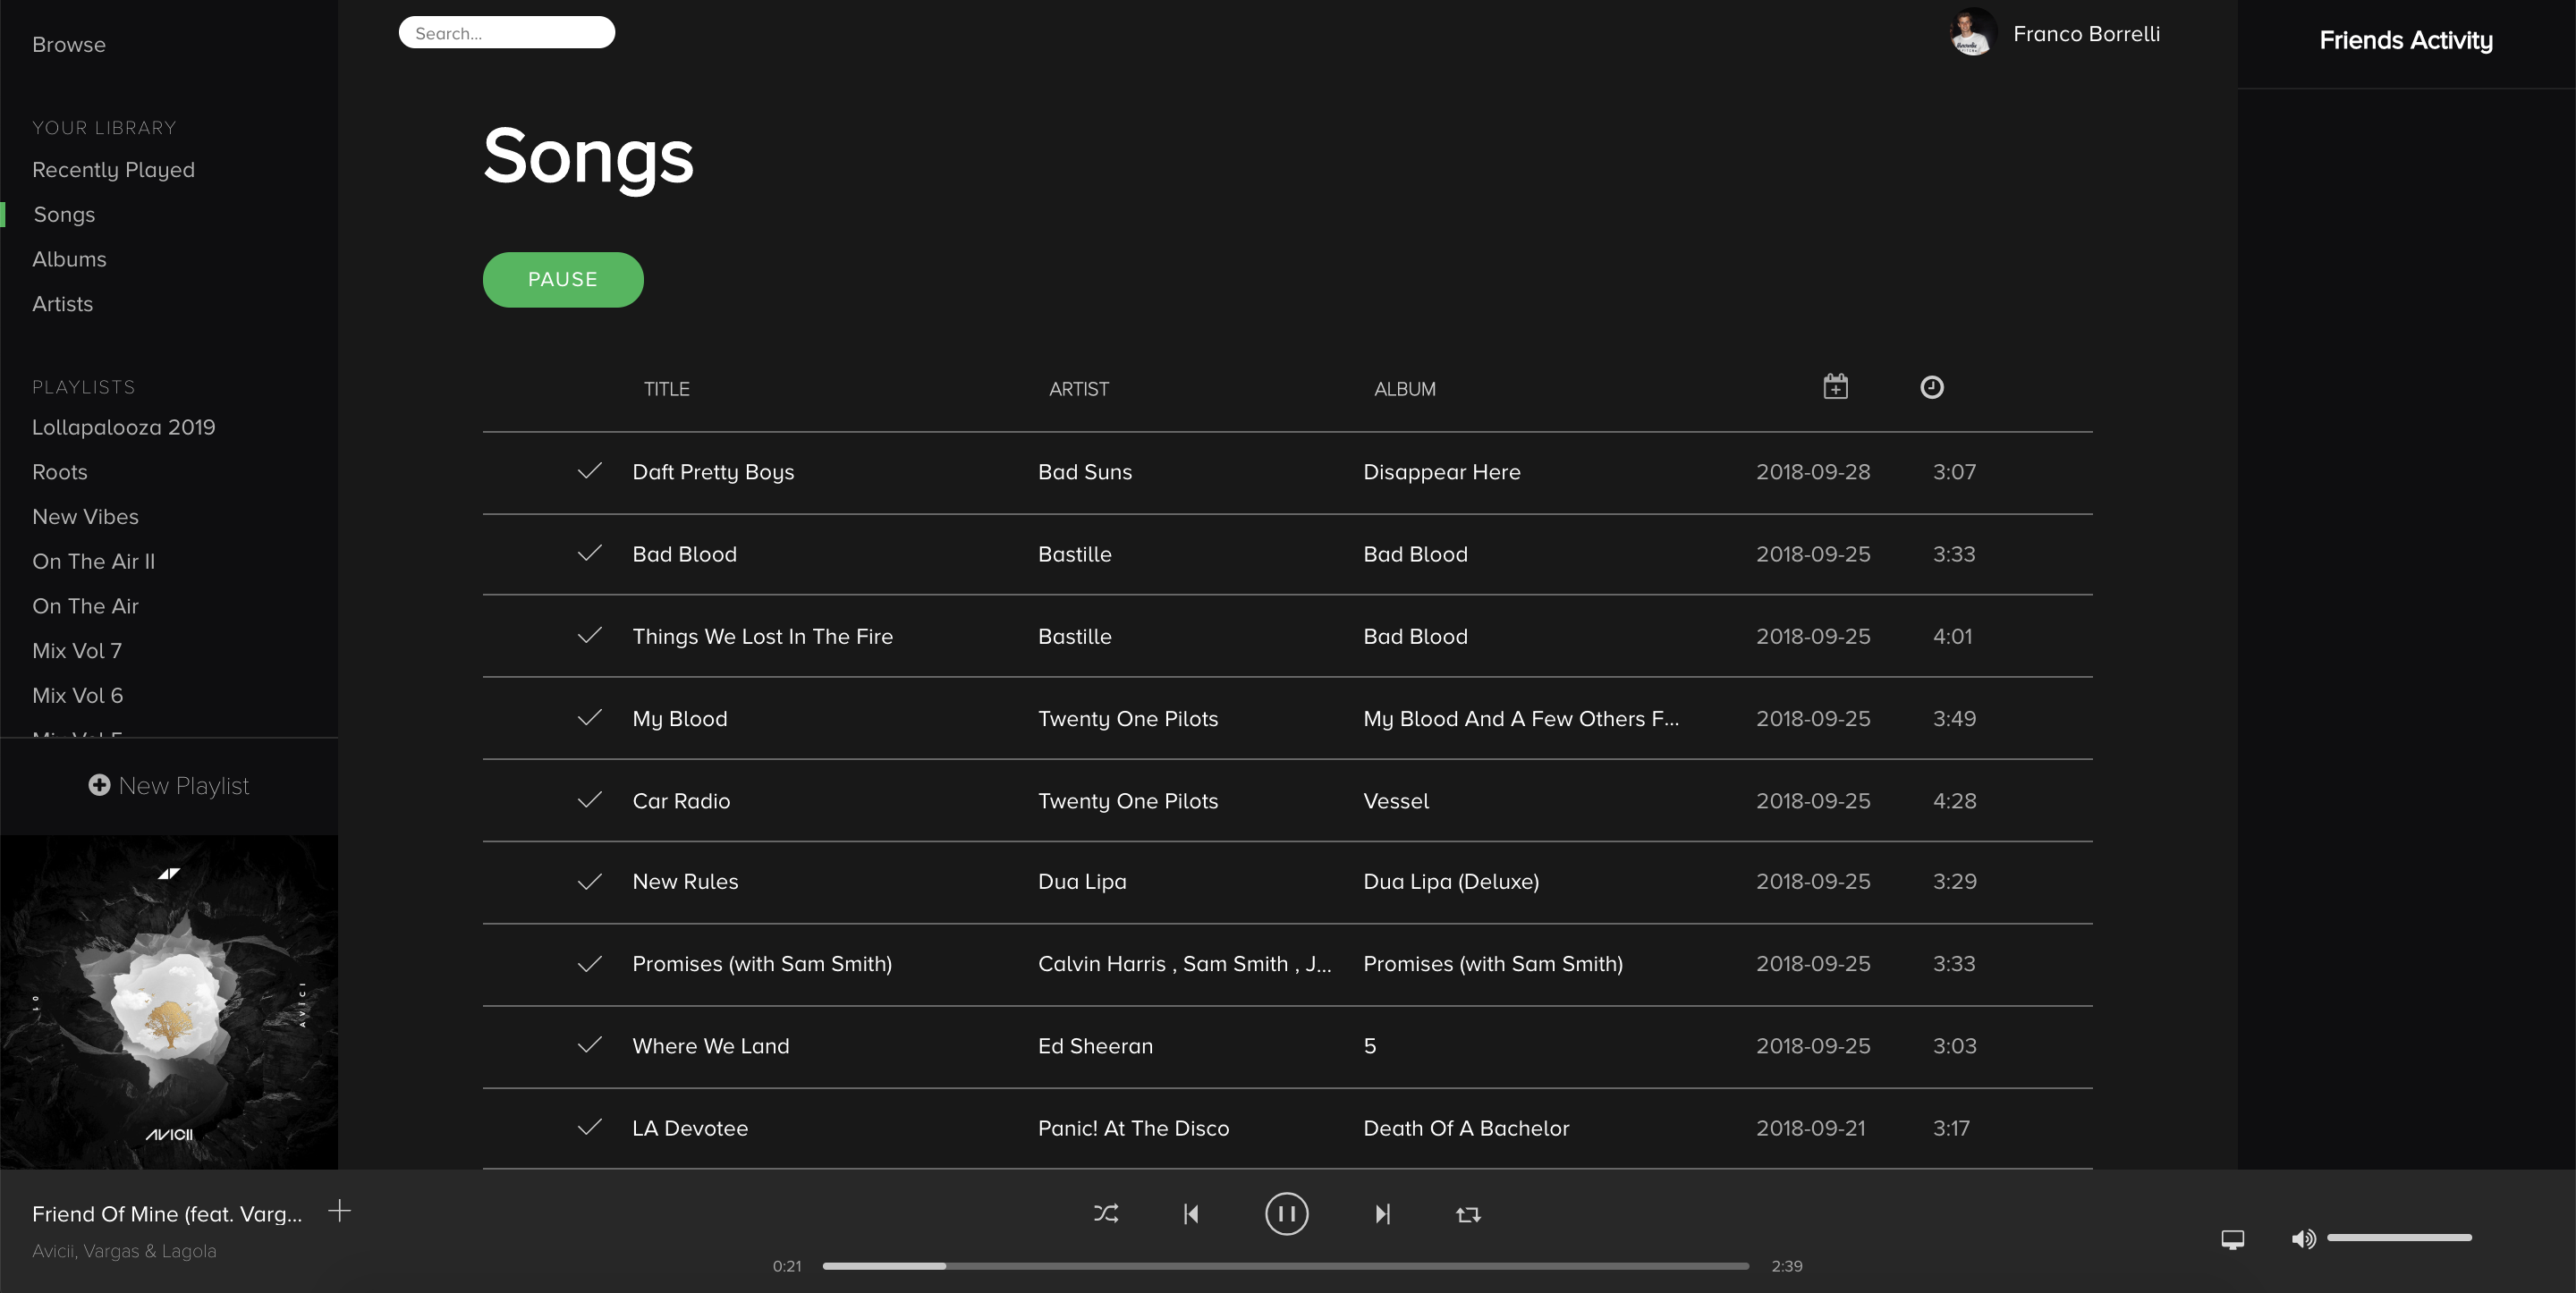 Browse
YOUR LIBRARY
Recently Played
Songs
Albums
Artists
PLAYLISTS
Lollapalooza 2019
Roots
New Vibes
On The Air II
On The Air
Mix Vol 7
Mix Vol 6
New Playlist
AVICII
Search...
Franco Borrelli
Songs
PAUSE
TITLE ARTIST ALBUM
Daft Pretty Boys Bad Suns Disappear Here 2018-09-28 3:07
Bad Blood Bastille Bad Blood 2018-09-25 3:33
Things We Lost In The Fire Bastille Bad Blood 2018-09-25 4:01
My Blood Twenty One Pilots My Blood And A Few Others F... 2018-09-25 3:49
Car Radio Twenty One Pilots Vessel 2018-09-25 4:28
New Rules Dua Lipa Dua Lipa (Deluxe) 2018-09-25 3:29
Promises (with Sam Smith) Calvin Harris , Sam Smith , J... Promises (with Sam Smith) 2018-09-25 3:33
Where We Land Ed Sheeran 5 2018-09-25 3:03
LA Devotee Panic! At The Disco Death Of A Bachelor 2018-09-21 3:17
Friends Activity
Friend Of Mine (feat. Varg...
Avicii, Vargas & Lagola
0:21 2:39